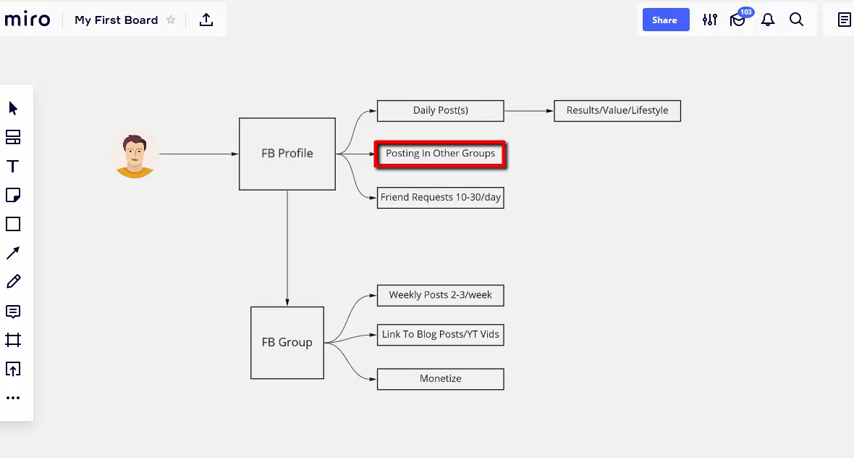 miro
My First Board
Share
103
Daily Post(s)
Results/Value/Lifestyle
FB Profile
Posting In Other Groups
Friend Requests 10-30/day
Weekly Posts 2-3/week
FB Group
Link To Blog Posts/YT Vids
Monetize
T